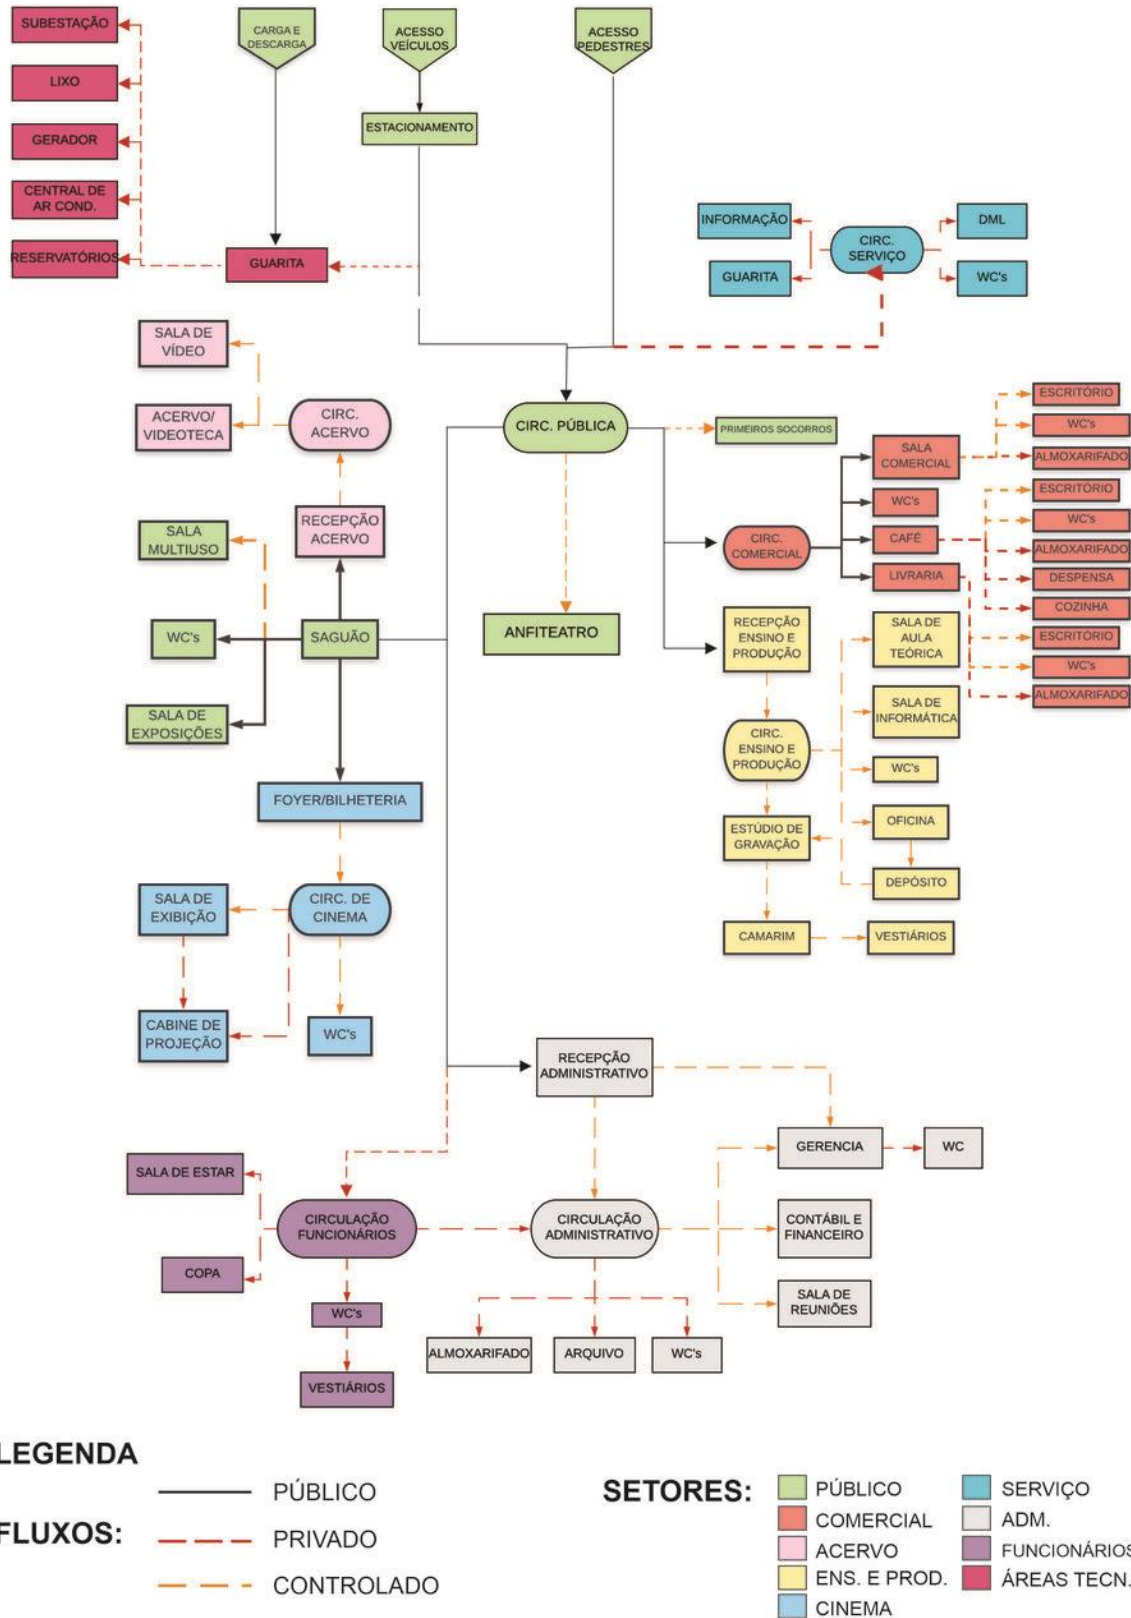 SUBESTAÇÃO
LIXO
GERADOR
CENTRAL DE
AR COND.
RESERVATÓRIOS
CARGA E
DESCARGA
ACESSO
VEÍCULOS
ACESSO
PEDESTRES
ESTACIONAMENTO
GUARITA
INFORMAÇÃO
GUARITA
CIRC.
SERVIÇO
DML
WC's
SALA DE
VÍDEO
ACERVO/
VIDEOTECA
CIRC.
ACERVO
RECEPÇÃO
ACERVO
CIRC. PÚBLICA
PRIMEIROS SOCORROS
ANFITEATRO
SALA
MULTIUSO
WC's
SAGUÃO
SALA DE
EXPOSIÇÕES
CIRC.
COMERCIAL
SALA
COMERCIAL
WC's
CAFÉ
LIVRARIA
ESCRITÓRIO
WC's
ALMOXARIFADO
ESCRITÓRIO
WC's
ALMOXARIFADO
DESPENSA
COZINHA
ESCRITÓRIO
WC's
ALMOXARIFADO
RECEPÇÃO
ENSINO E
PRODUÇÃO
CIRC.
ENSINO E
PRODUÇÃO
ESTÚDIO DE
GRAVAÇÃO
CAMARIM
VESTIÁRIOS
SALA DE
AULA
TEÓRICA
SALA DE
INFORMÁTICA
WC's
OFICINA
DEPÓSITO
FOYER/BILHETERIA
SALA DE
EXIBIÇÃO
CIRC. DE
CINEMA
CABINE DE
PROJEÇÃO
WC's
RECEPÇÃO
ADMINISTRATIVO
GERENCIA
WC
CIRCULAÇÃO
ADMINISTRATIVO
CONTÁBIL E
FINANCEIRO
SALA DE
REUNIÕES
ALMOXARIFADO
ARQUIVO
WC's
SALA DE ESTAR
COPA
CIRCULAÇÃO
FUNCIONÁRIOS
WC's
VESTIÁRIOS
LEGENDA
FLUXOS:
PÚBLICO
PRIVADO
CONTROLADO
SETORES:
PÚBLICO
COMERCIAL
ACERVO
ENS. E PROD.
CINEMA
SERVIÇO
ADM.
FUNCIONÁRIOS
ÁREAS TECN.